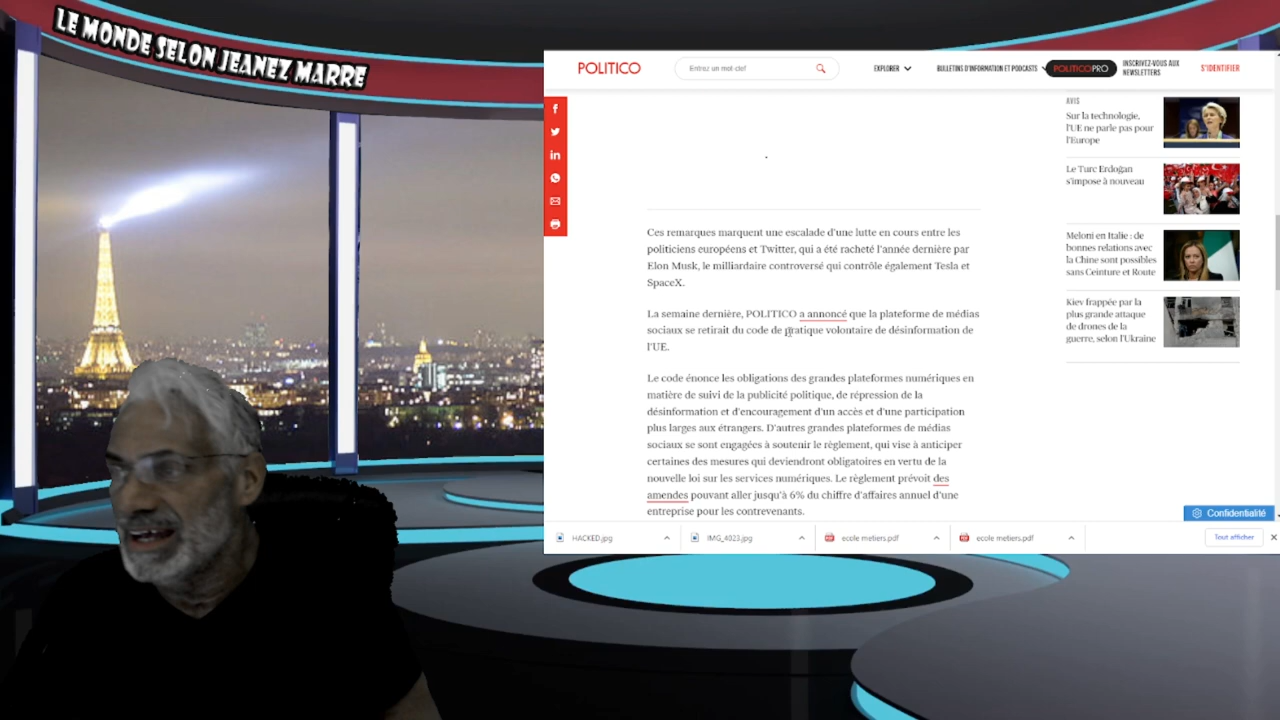 LE MONDE SELON JEANEZ MARRE
POLITICO
Entrez un mot-clef
EXPLORER
BULLETINS D'INFORMATION ET PODCASTS
POLITICOPRO
INSCRIVEZ-VOUS AUX
NEWSLETTERS
S'IDENTIFIER
Ces remarques marquent une escalade d'une lutte en cours entre les
politiciens européens et Twitter, qui a été racheté l'année dernière par
Elon Musk, le milliardaire controversé qui contrôle également Tesla et
SpaceX.
La semaine dernière, POLITICO a annoncé que la plateforme de médias
sociaux se retirait du code de pratique volontaire de désinformation de
l'UE.
Le code énonce les obligations des grandes plateformes numériques en
matière de suivi de la publicité politique, de répression de la
désinformation et d'encouragement d'un accès et d'une participation
plus larges aux étrangers. D'autres grandes plateformes de médias
sociaux se sont engagées à soutenir le règlement, qui vise à anticiper
certaines des mesures qui deviendront obligatoires en vertu de la
nouvelle loi sur les services numériques. Le règlement prévoit des
amendes pouvant aller jusqu'à 6% du chiffre d'affaires annuel d'une
entreprise pour les contrevenants.
AVIS
Sur la technologie,
l'UE ne parle pas pour
l'Europe
Le Turc Erdoğan
s'impose à nouveau
Meloni en Italie : de
bonnes relations avec
la Chine sont possibles
sans Ceinture et Route
Kiev frappée par la
plus grande attaque
de drones de la
guerre, selon l'Ukraine
Confidentialité
HACKED.jpg
IMG_4023.jpg
ecole metiers.pdf
ecole metiers.pdf
Tout afficher